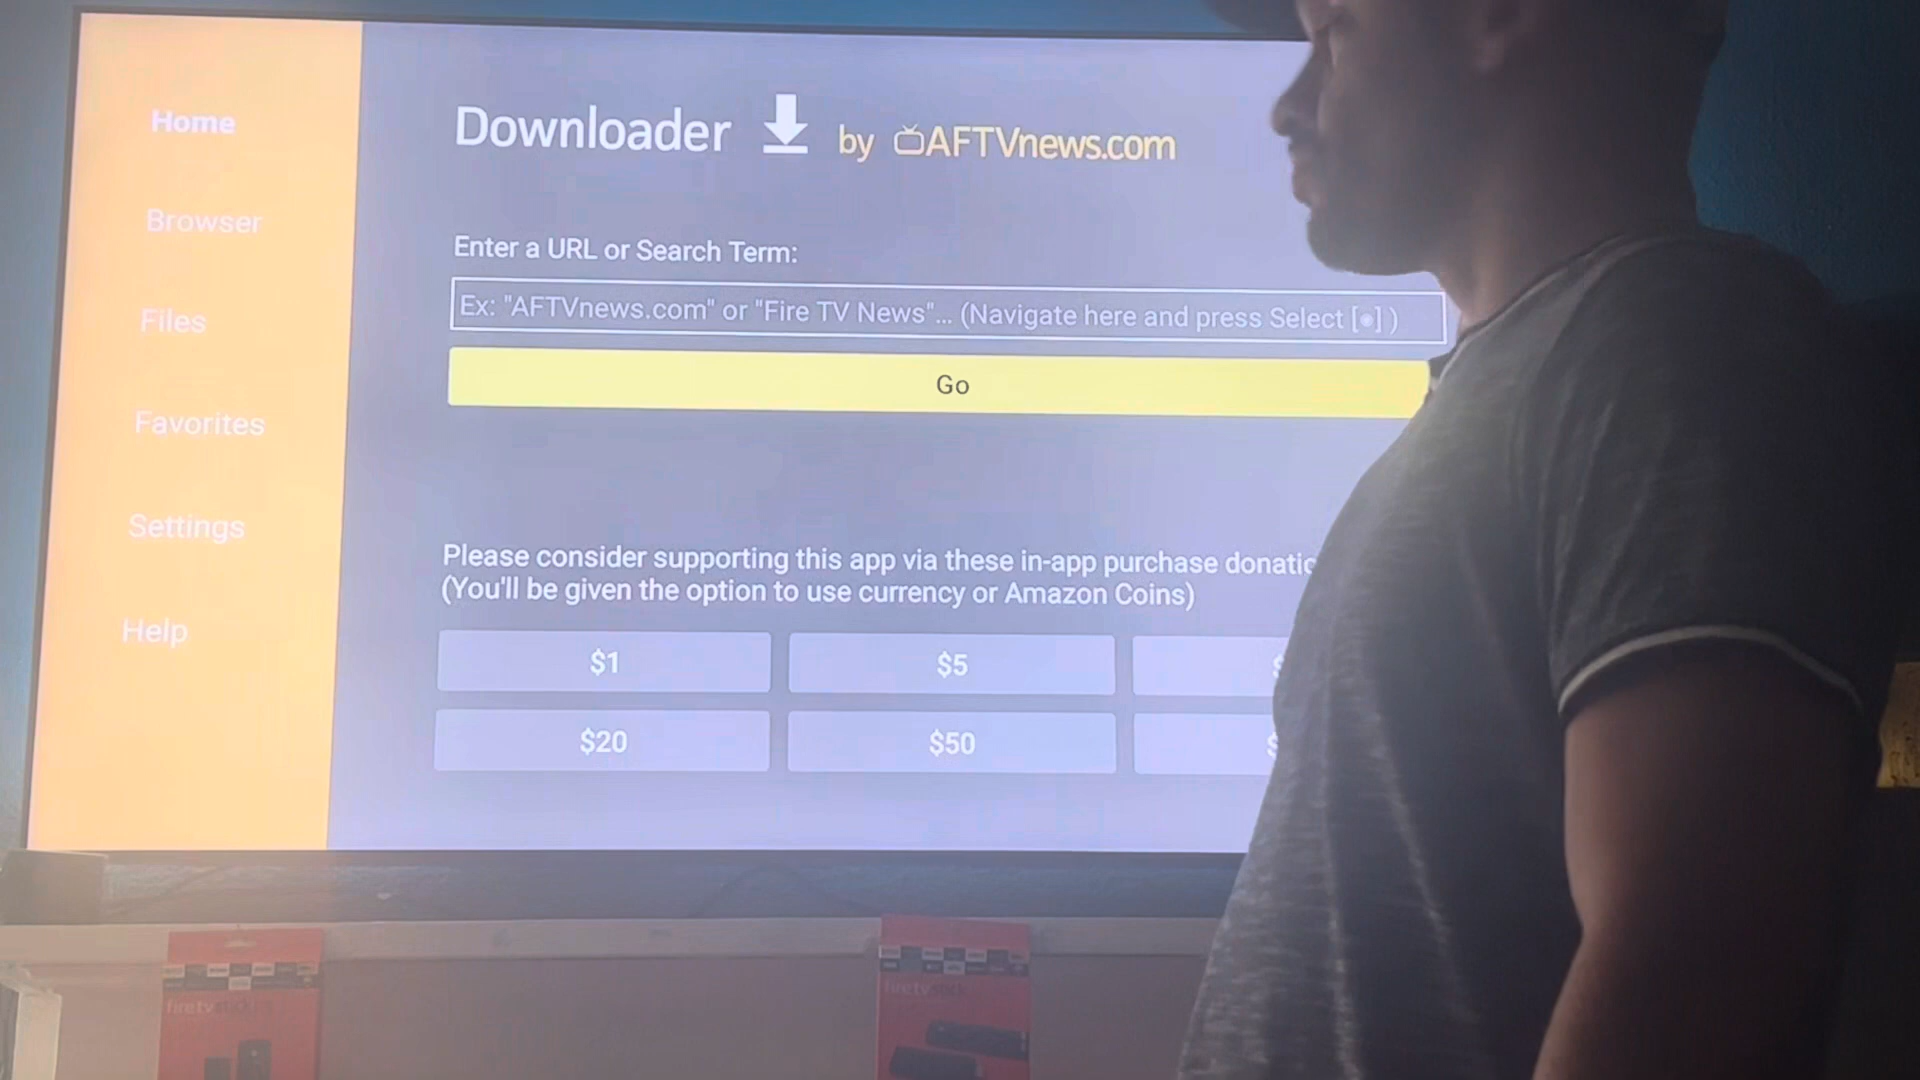 Home
Browser
Files
Favorites
Settings
Help
Downloader by AFTVnews.com
Enter a URL or Search Term:
Ex: "AFTVnews.com" or "Fire TV News"... (Navigate here and press Select [◉] )
Go
Please consider supporting this app via these in-app purchase
(You'll be given the option to use currency or Amazon Coins)
$1 $5
$20 $50
firetvstick
firetvstick